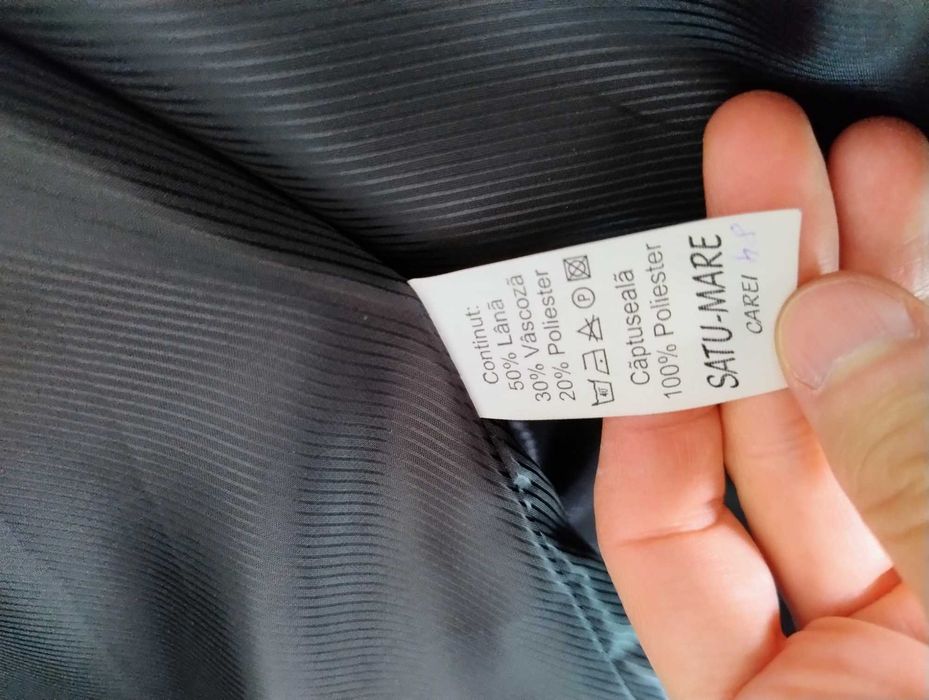 Continut:
50% Lână
30% Vâscoză
20% Poliester
P
Căptuseală
100% Poliester
SATU-MARE
CAREI